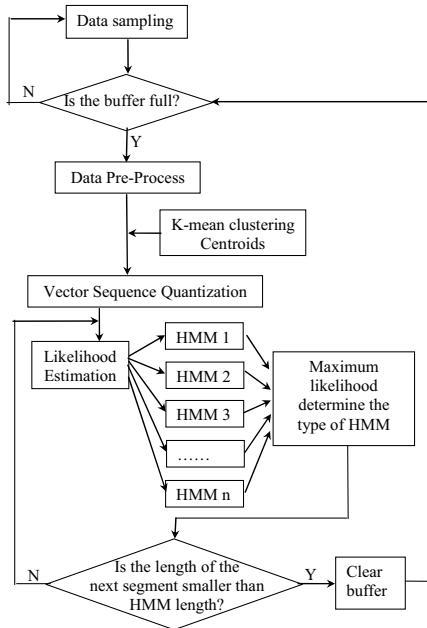 Data sampling
Is the buffer full?
N
Y
Data Pre-Process
K-mean clustering
Centroids
Vector Sequence Quantization
Likelihood
Estimation
HMM 1
HMM 2
HMM 3
......
HMM n
Maximum
likelihood
determine the
type of HMM
Is the length of the
next segment smaller than
HMM length?
N
Y
Clear
buffer